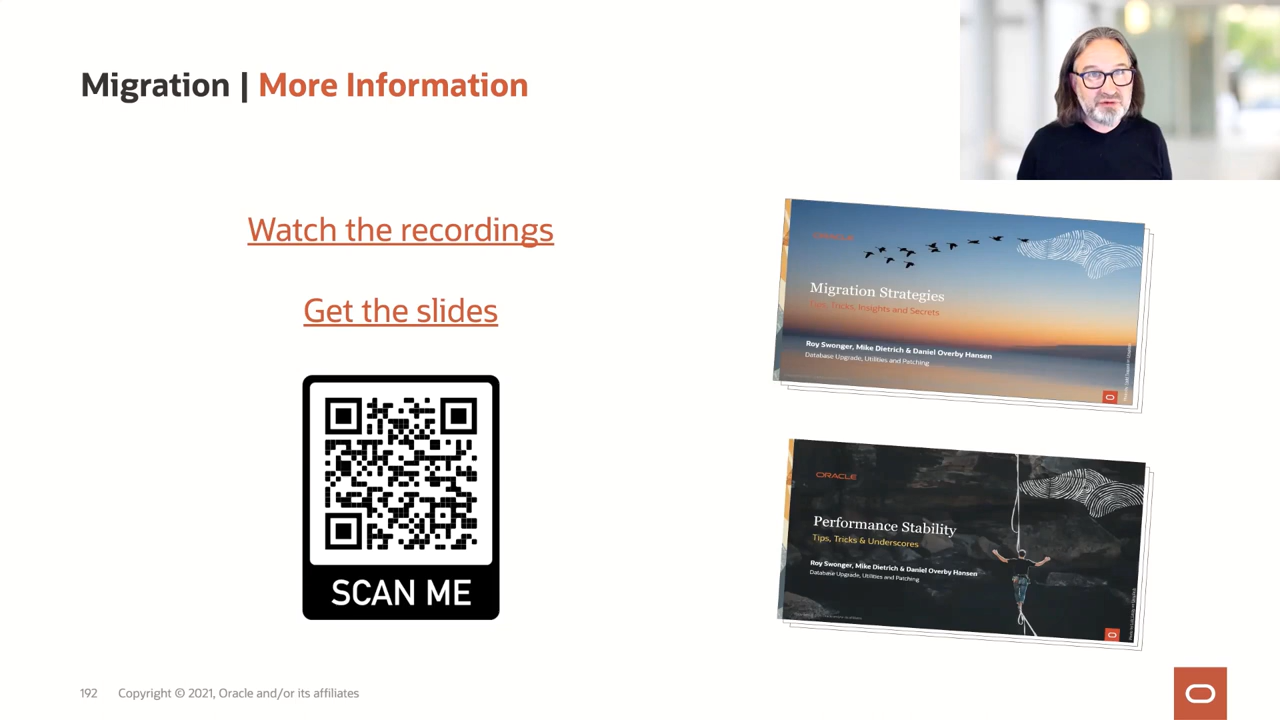 Migration | More Information
Watch the recordings
Get the slides
SCAN ME
ORACLE
Migration Strategies
Tips, Tricks, Insights and Secrets
Roy Swonger, Mike Dietrich & Daniel Overby Hansen
Database Upgrade, Utilities and Patching
ORACLE
Performance Stability
Tips, Tricks & Underscores
Roy Swonger, Mike Dietrich & Daniel Overby Hansen
Database Upgrade, Utilities and Patching
192 Copyright © 2021, Oracle and/or its affiliates